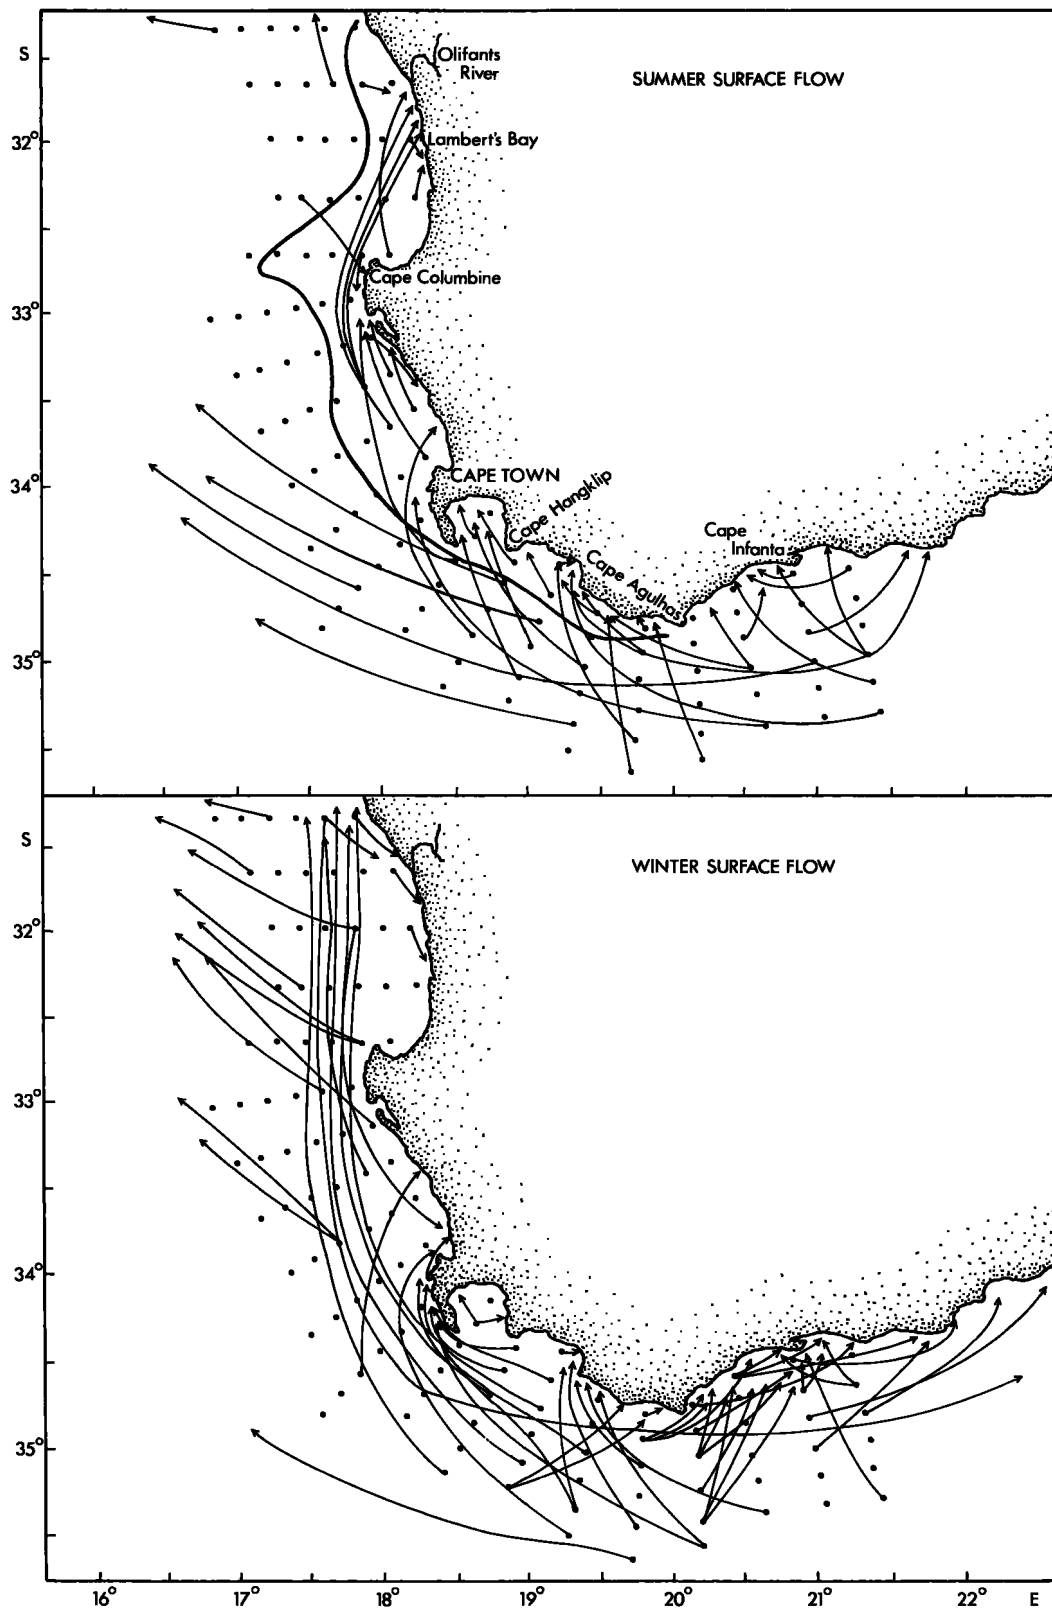 S
Olifants
River
SUMMER SURFACE FLOW
32°
Lambert's Bay
Cape Columbine
33°
CAPE TOWN
34°
Cape Hangklip
Cape
Infanta
Cape Agulhas
35°
S
WINTER SURFACE FLOW
32°
33°
34°
35°
16° 17° 18° 19° 20° 21° 22° E